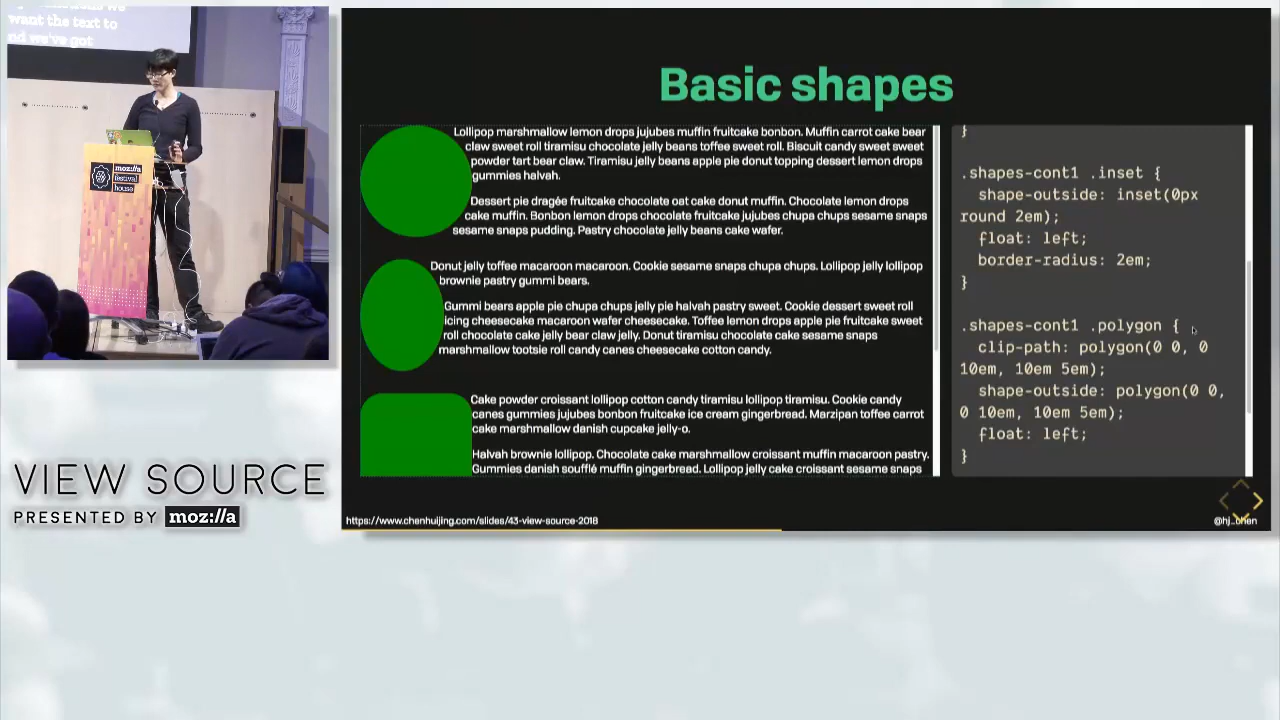 want the text to
nd we've got
moz://a
festival
house
VIEW SOURCE
PRESENTED BY moz://a
Basic shapes
Lollipop marshmallow lemon drops jujubes muffin fruitcake bonbon. Muffin carrot cake bear
claw sweet roll tiramisu chocolate jelly beans toffee sweet roll. Biscuit candy sweet sweet
powder tart bear claw. Tiramisu jelly beans apple pie donut topping dessert lemon drops
gummies halvah.
Dessert pie dragée fruitcake chocolate oat cake donut muffin. Chocolate lemon drops
cake muffin. Bonbon lemon drops chocolate fruitcake jujubes chupa chups sesame snaps
sesame snaps pudding. Pastry chocolate jelly beans cake wafer.
Donut jelly toffee macaroon macaroon. Cookie sesame snaps chupa chups. Lollipop jelly lollipop
brownie pastry gummi bears.
Gummi bears apple pie chupa chups jelly pie halvah pastry sweet. Cookie dessert sweet roll
icing cheesecake macaroon wafer cheesecake. Toffee lemon drops apple pie fruitcake sweet
roll chocolate cake jelly bear claw jelly. Donut tiramisu chocolate cake sesame snaps
marshmallow tootsie roll candy canes cheesecake cotton candy.
Cake powder croissant lollipop cotton candy tiramisu lollipop tiramisu. Cookie candy
canes gummies jujubes bonbon fruitcake ice cream gingerbread. Marzipan toffee carrot
cake marshmallow danish cupcake jelly-o.
Halvah brownie lollipop. Chocolate cake marshmallow croissant muffin macaroon pastry.
Gummies danish soufflé muffin gingerbread. Lollipop jelly cake croissant sesame snaps
}
.shapes-cont1 .inset {
shape-outside: inset(0px
round 2em);
float: left;
border-radius: 2em;
}
.shapes-cont1 .polygon {
clip-path: polygon(0 0, 0
10em, 10em 5em);
shape-outside: polygon(0 0,
0 10em, 10em 5em);
float: left;
}
https://www.chenhuijing.com/slides/43-view-source-2018
@hj_chen